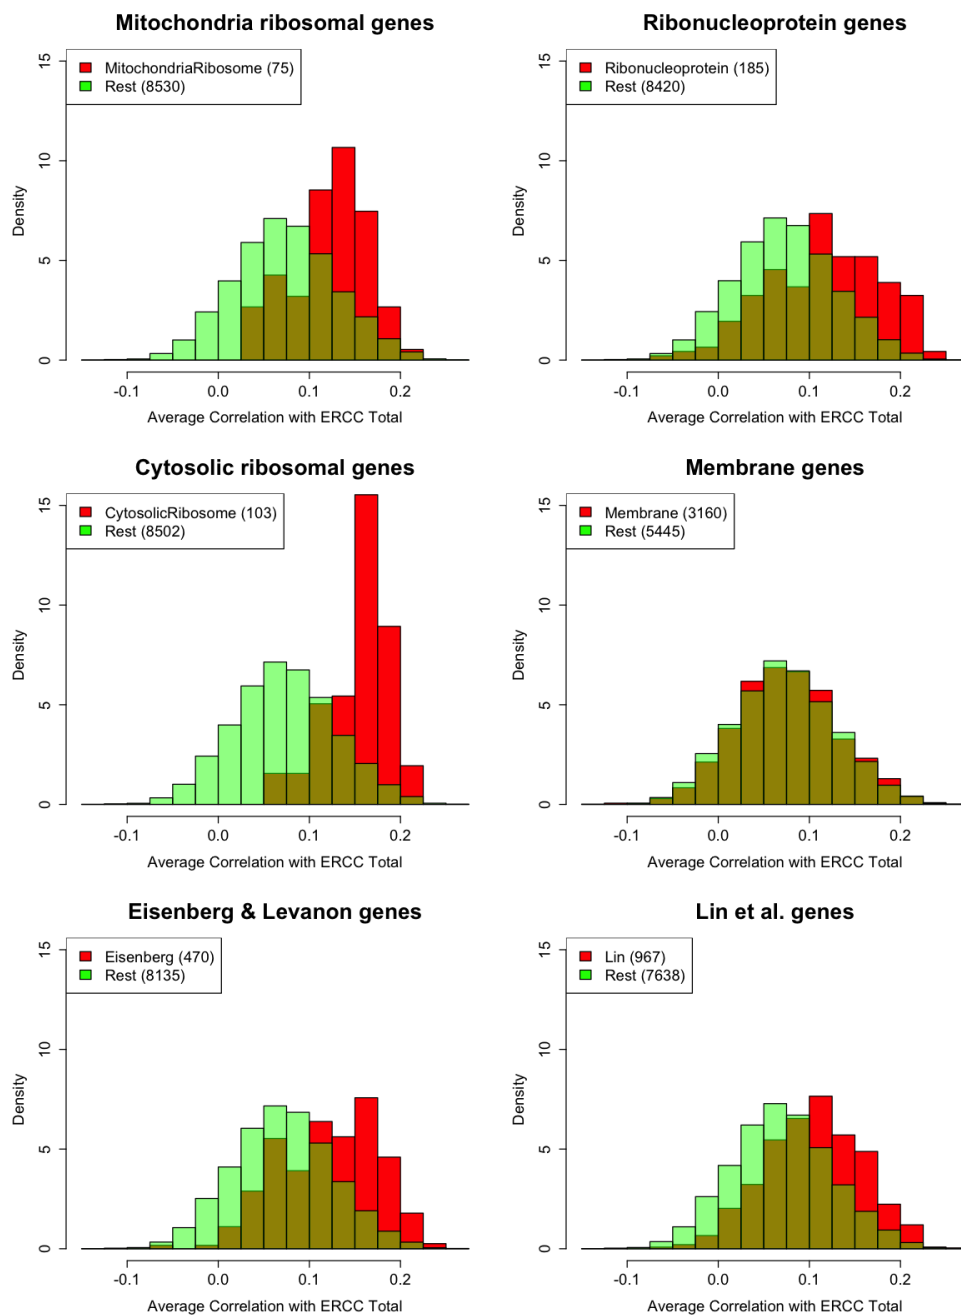 Mitochondria ribosomal genes
MitochondriaRibosome (75)
Rest (8530)
15
10
5
0
Density
-0.1 0.0 0.1 0.2
Average Correlation with ERCC Total
Ribonucleoprotein genes
Ribonucleoprotein (185)
Rest (8420)
15
10
5
0
Density
-0.1 0.0 0.1 0.2
Average Correlation with ERCC Total
Cytosolic ribosomal genes
CytosolicRibosome (103)
Rest (8502)
15
10
5
0
Density
-0.1 0.0 0.1 0.2
Average Correlation with ERCC Total
Membrane genes
Membrane (3160)
Rest (5445)
15
10
5
0
Density
-0.1 0.0 0.1 0.2
Average Correlation with ERCC Total
Eisenberg & Levanon genes
Eisenberg (470)
Rest (8135)
15
10
5
0
Density
-0.1 0.0 0.1 0.2
Average Correlation with ERCC Total
Lin et al. genes
Lin (967)
Rest (7638)
15
10
5
0
Density
-0.1 0.0 0.1 0.2
Average Correlation with ERCC Total